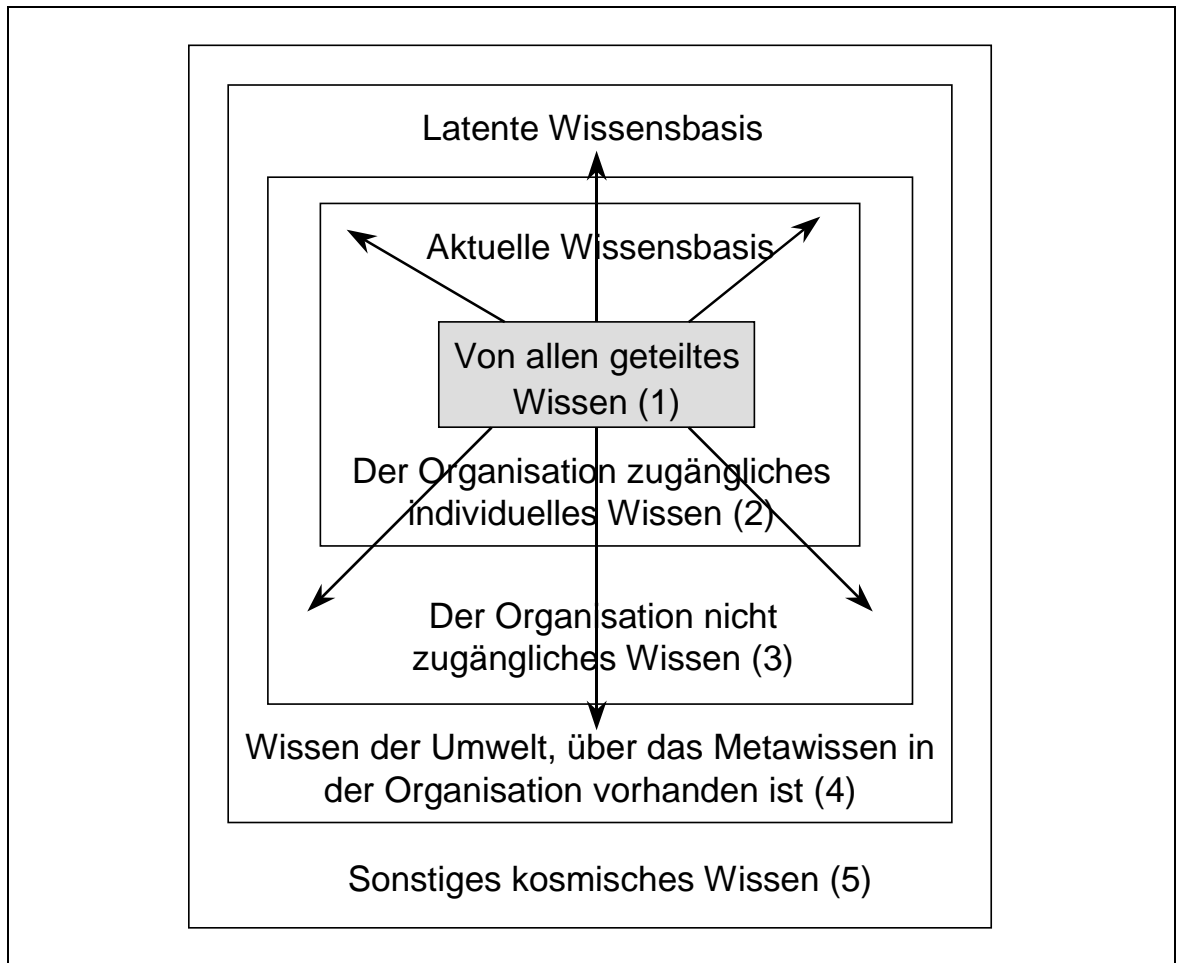 Latente Wissensbasis
Aktuelle Wissensbasis
Von allen geteiltes
Wissen (1)
Der Organisation zugängliches
individuelles Wissen (2)
Der Organisation nicht
zugängliches Wissen (3)
Wissen der Umwelt, über das Metawissen in
der Organisation vorhanden ist (4)
Sonstiges kosmisches Wissen (5)